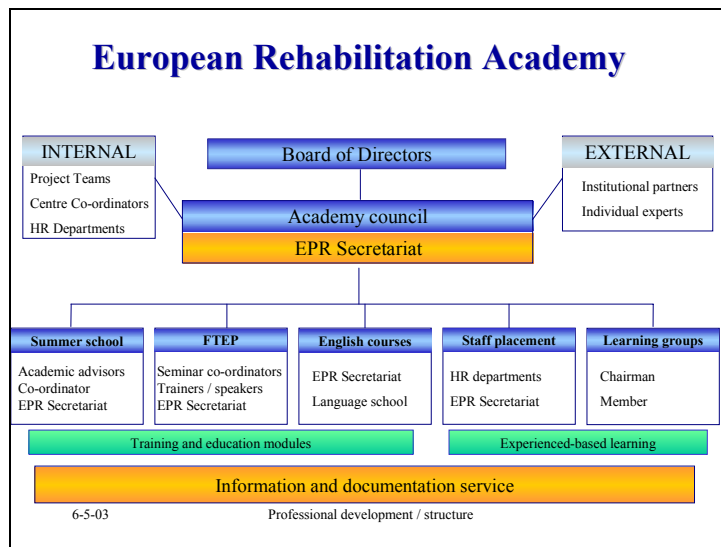 European Rehabilitation Academy
INTERNAL
Project Teams
Centre Co-ordinators
HR Departments
Board of Directors
EXTERNAL
Institutional partners
Individual experts
Academy council
EPR Secretariat
Summer school
Academic advisors
Co-ordinator
EPR Secretariat
FTEP
Seminar co-ordinators
Trainers / speakers
EPR Secretariat
English courses
EPR Secretariat
Language school
Staff placement
HR departments
EPR Secretariat
Learning groups
Chairman
Member
Training and education modules
Experienced-based learning
Information and documentation service
6-5-03
Professional development / structure